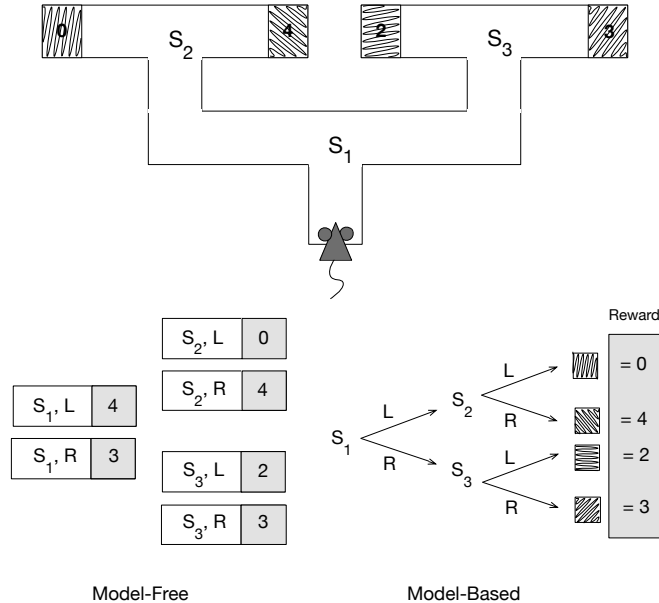 0 4 2 3
S2 S3
S1
Reward
S2, L 0
S2, R 4
S1, L 4
S1, R 3
S3, L 2
S3, R 3
S1
L
R
S2
S3
L
R
L
R
= 0
= 4
= 2
= 3
Model-Free Model-Based